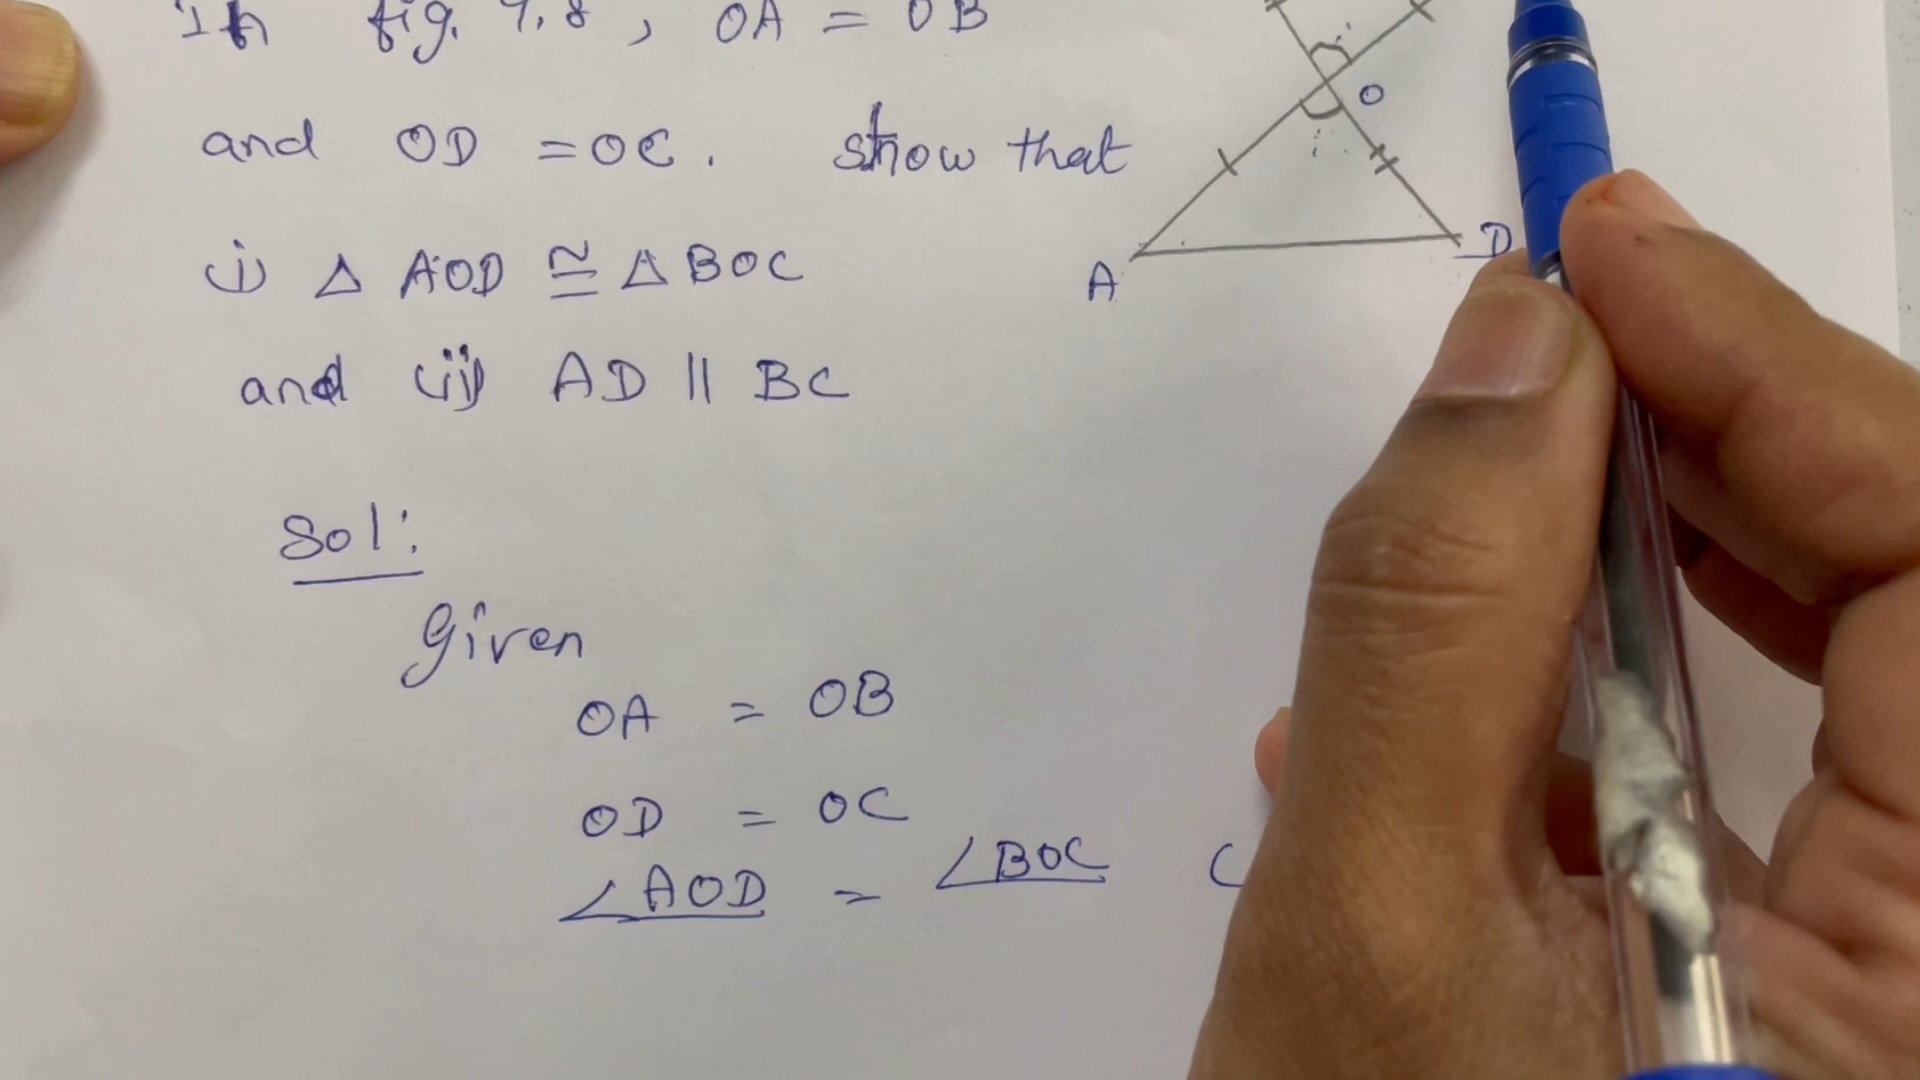 In fig. 7.8, OA = OB
and OD = OC. show that
(i) △ AOD ≅ △ BOC
and (ii) AD || BC
O
D
A
Sol:
Given
OA = OB
OD = OC
∠AOD = ∠BOC (